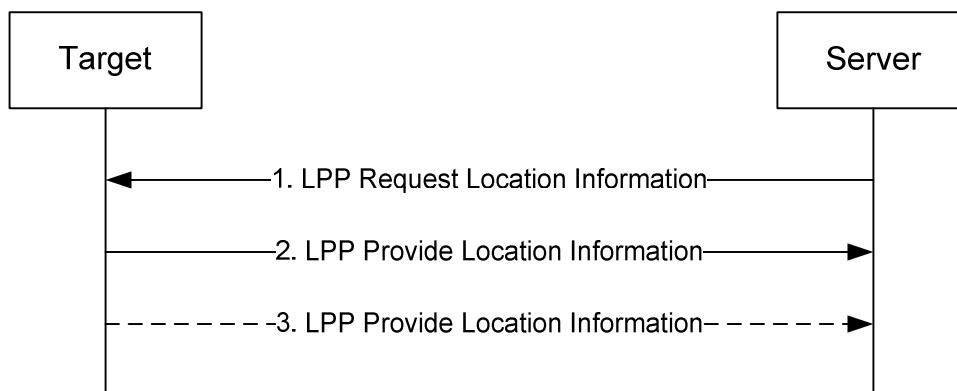 Target
Server
1. LPP Request Location Information
2. LPP Provide Location Information
3. LPP Provide Location Information